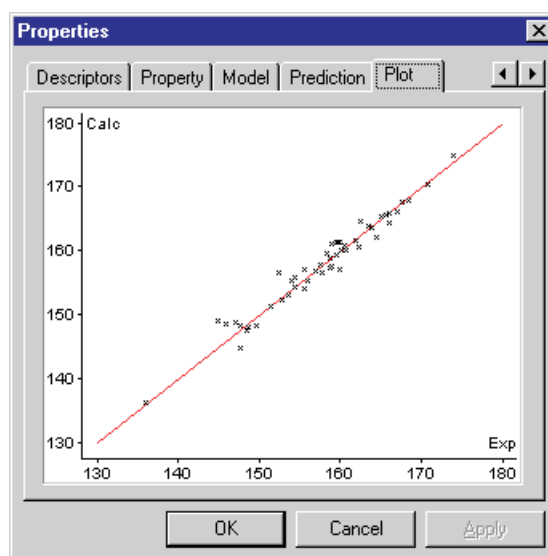 Properties
Descriptors Property Model Prediction Plot
180 Calc
170
160
150
140
130
Exp
130 140 150 160 170 180
OK Cancel Apply